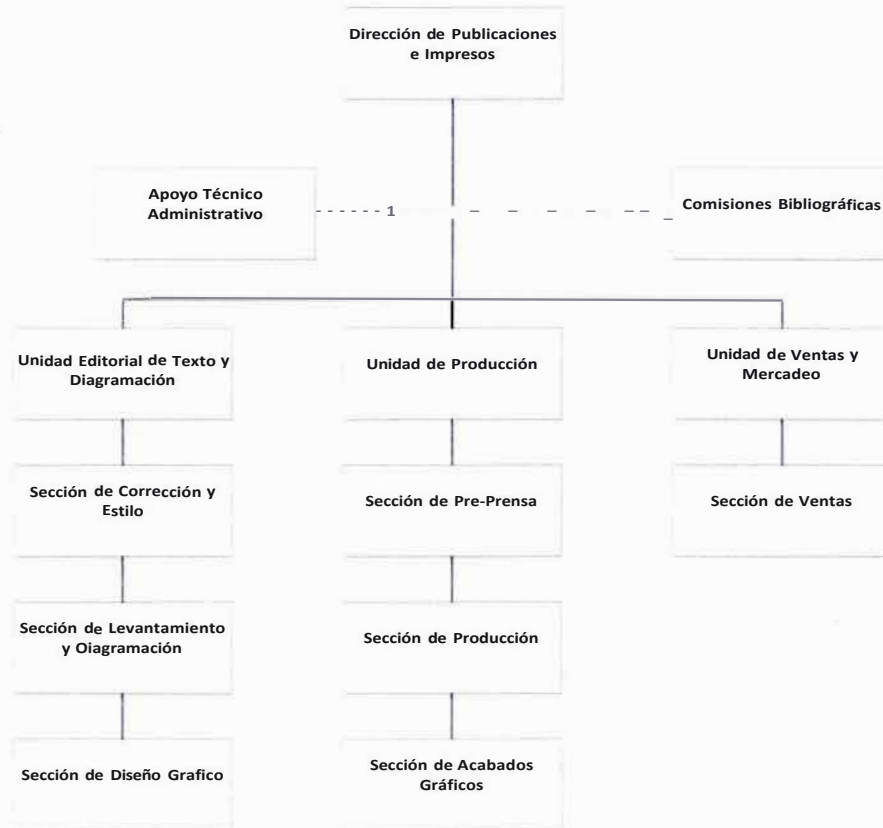 Dirección de Publicaciones
e Impresos
Apoyo Técnico
Administrativo
1
Comisiones Bibliográficas
Unidad Editorial de Texto y
Diagramación
Unidad de Producción
Unidad de Ventas y
Mercadeo
Sección de Corrección y
Estilo
Sección de Pre-Prensa
Sección de Ventas
Sección de Levantamiento
y Oiagramación
Sección de Producción
Sección de Diseño Grafico
Sección de Acabados
Gráficos